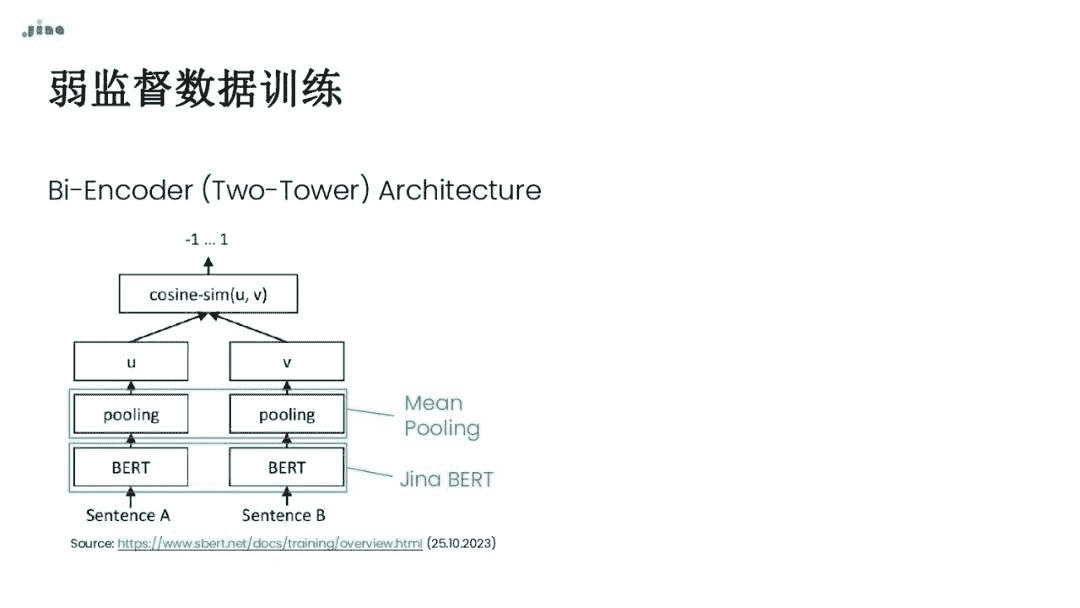 .jina
弱监督数据训练
Bi-Encoder (Two-Tower) Architecture
-1 ... 1
cosine-sim(u, v)
u
v
pooling
pooling
Mean
Pooling
BERT
BERT
Jina BERT
Sentence A
Sentence B
Source: https://www.sbert.net/docs/training/overview.html (25.10.2023)